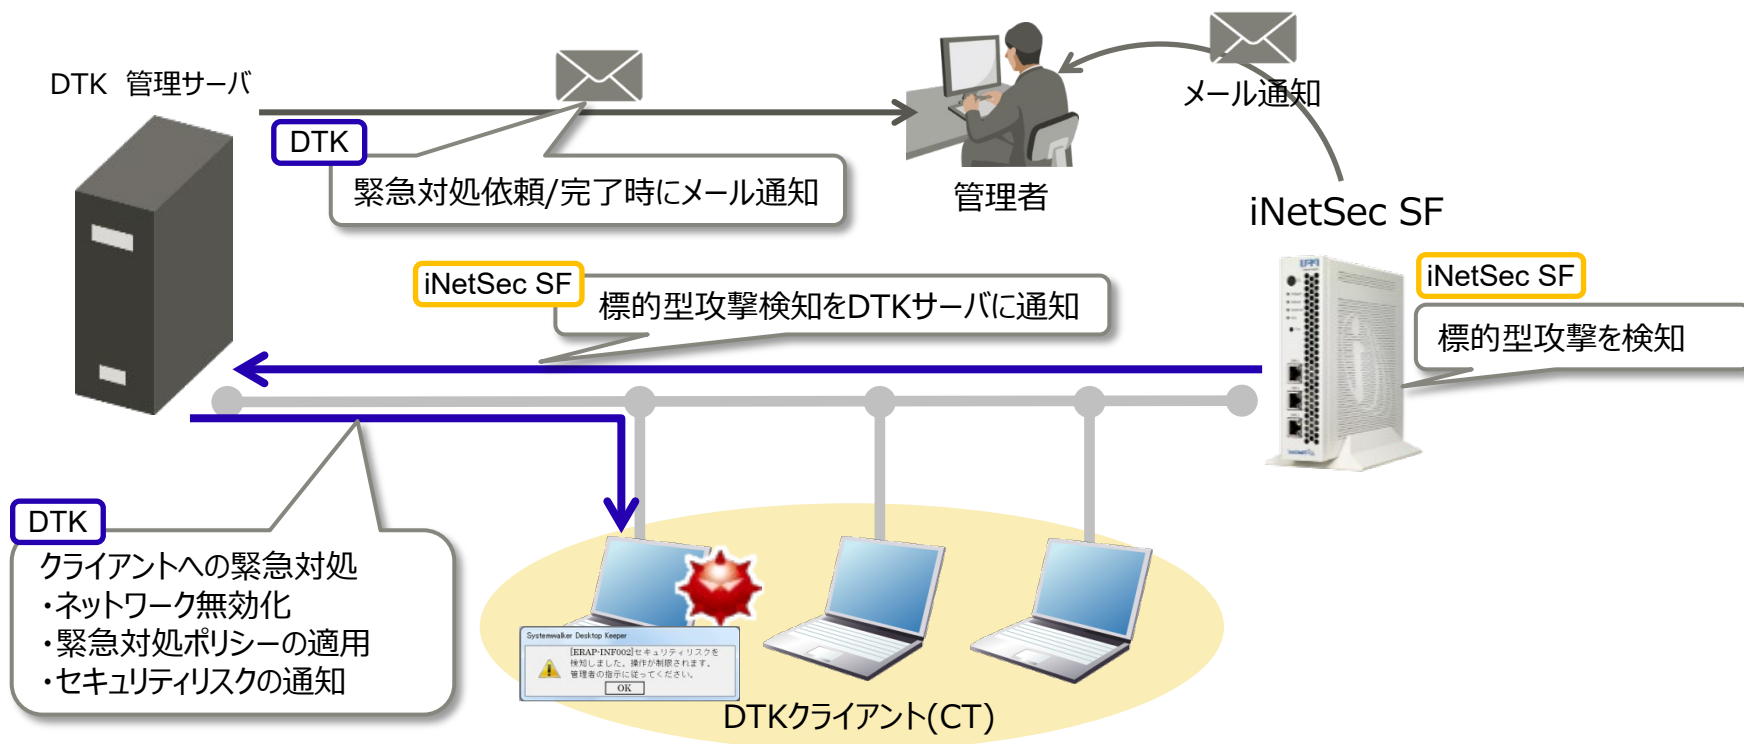 DTK 管理サーバ
メール通知
DTK
緊急対処依頼/完了時にメール通知
管理者
iNetSec SF
iNetSec SF
標的型攻撃検知をDTKサーバに通知
iNetSec SF
標的型攻撃を検知
DTK
クライアントへの緊急対処
・ネットワーク無効化
・緊急対処ポリシーの適用
・セキュリティリスクの通知
Systemwalker Desktop Keeper
[ERAP-INF002]セキュリティリスクを
検知しました。操作が制限されます。
管理者の指示に従ってください。
OK
DTKクライアント(CT)